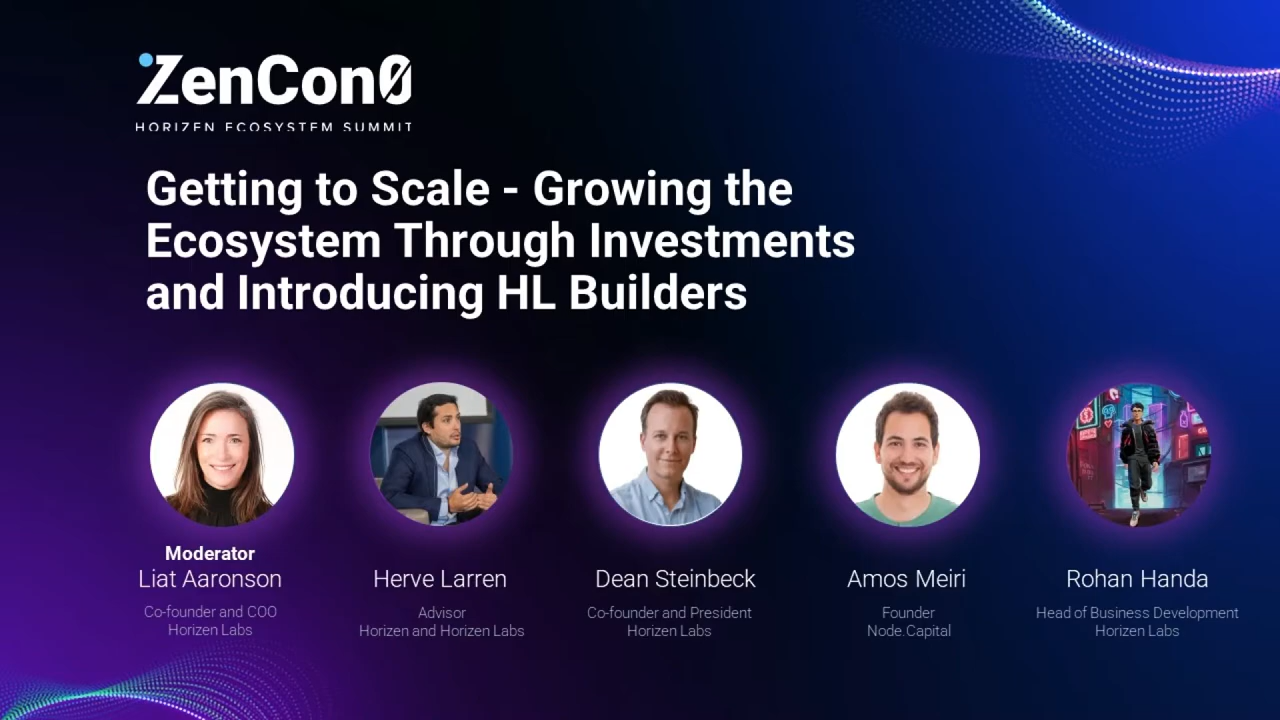 ZenCon0
HORIZEN ECOSYSTEM SUMMIT
Getting to Scale - Growing the
Ecosystem Through Investments
and Introducing HL Builders
Moderator
Liat Aaronson
Co-founder and COO
Horizen Labs
Herve Larren
Advisor
Horizen and Horizen Labs
Dean Steinbeck
Co-founder and President
Horizen Labs
Amos Meiri
Founder
Node.Capital
Rohan Handa
Head of Business Development
Horizen Labs